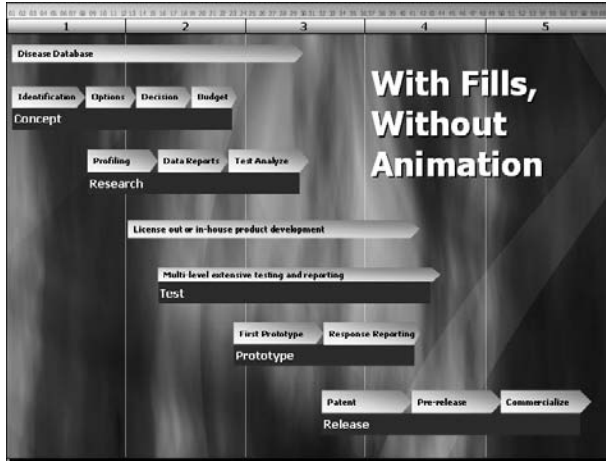 1 2 3 4 5
Disease Database
With Fills,
Without
Animation
Identification Options Decision Budget
Concept
Profiling Data Reports Test Analyze
Research
License out or in-house product development
Multi-level extensive testing and reporting
Test
First Prototype Response Reporting
Prototype
Patent Pre-release Commercialize
Release